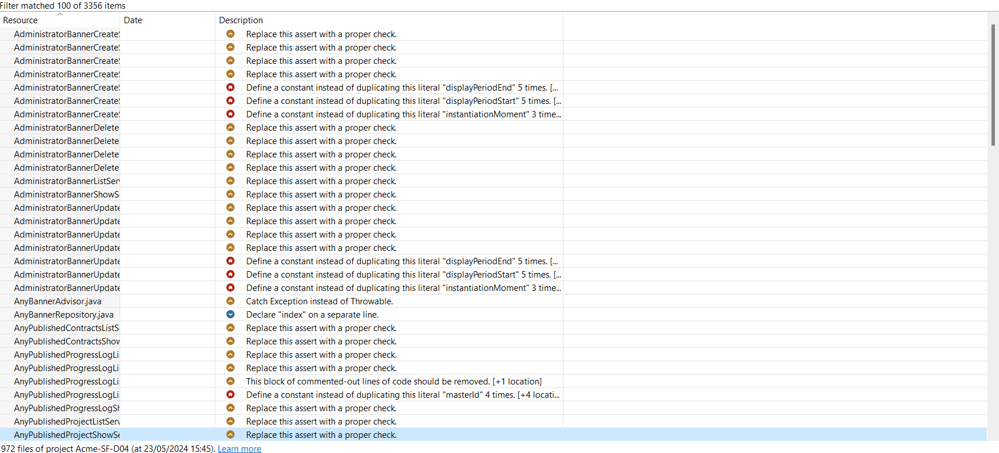 Filter matched 100 of 3356 items
Resource Date Description
AdministratorBannerCreate Replace this assert with a proper check.
AdministratorBannerCreate Replace this assert with a proper check.
AdministratorBannerCreate Replace this assert with a proper check.
AdministratorBannerCreate Replace this assert with a proper check.
AdministratorBannerCreate Define a constant instead of duplicating this literal "displayPeriodEnd" 5 times. [...
AdministratorBannerCreate Define a constant instead of duplicating this literal "displayPeriodStart" 5 times. [...
AdministratorBannerCreate Define a constant instead of duplicating this literal "instantiationMoment" 3 time...
AdministratorBannerDelete Replace this assert with a proper check.
AdministratorBannerDelete Replace this assert with a proper check.
AdministratorBannerDelete Replace this assert with a proper check.
AdministratorBannerDelete Replace this assert with a proper check.
AdministratorBannerListSer Replace this assert with a proper check.
AdministratorBannerShowS Replace this assert with a proper check.
AdministratorBannerUpdate Replace this assert with a proper check.
AdministratorBannerUpdate Replace this assert with a proper check.
AdministratorBannerUpdate Replace this assert with a proper check.
AdministratorBannerUpdate Replace this assert with a proper check.
AdministratorBannerUpdate Define a constant instead of duplicating this literal "displayPeriodEnd" 5 times. [...
AdministratorBannerUpdate Define a constant instead of duplicating this literal "displayPeriodStart" 5 times. [...
AdministratorBannerUpdate Define a constant instead of duplicating this literal "instantiationMoment" 3 time...
AnyBannerAdvisor.java Catch Exception instead of Throwable.
AnyBannerRepository.java Declare "index" on a separate line.
AnyPublishedContractsListS Replace this assert with a proper check.
AnyPublishedContractsShow Replace this assert with a proper check.
AnyPublishedProgressLogLi Replace this assert with a proper check.
AnyPublishedProgressLogLi Replace this assert with a proper check.
AnyPublishedProgressLogLi This block of commented-out lines of code should be removed. [+1 location]
AnyPublishedProgressLogLi Define a constant instead of duplicating this literal "masterId" 4 times. [+4 locati...
AnyPublishedProgressLogSh Replace this assert with a proper check.
AnyPublishedProjectListServ Replace this assert with a proper check.
AnyPublishedProjectShowSe Replace this assert with a proper check.
972 files of project Acme-SF-D04 (at 23/05/2024 15:45). Learn more